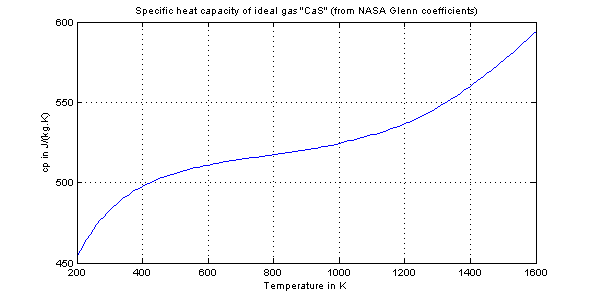 Specific heat capacity of ideal gas "CaS" (from NASA Glenn coefficients)
600
550
500
450
cp in J/(kg.K)
200 400 600 800 1000 1200 1400 1600
Temperature in K